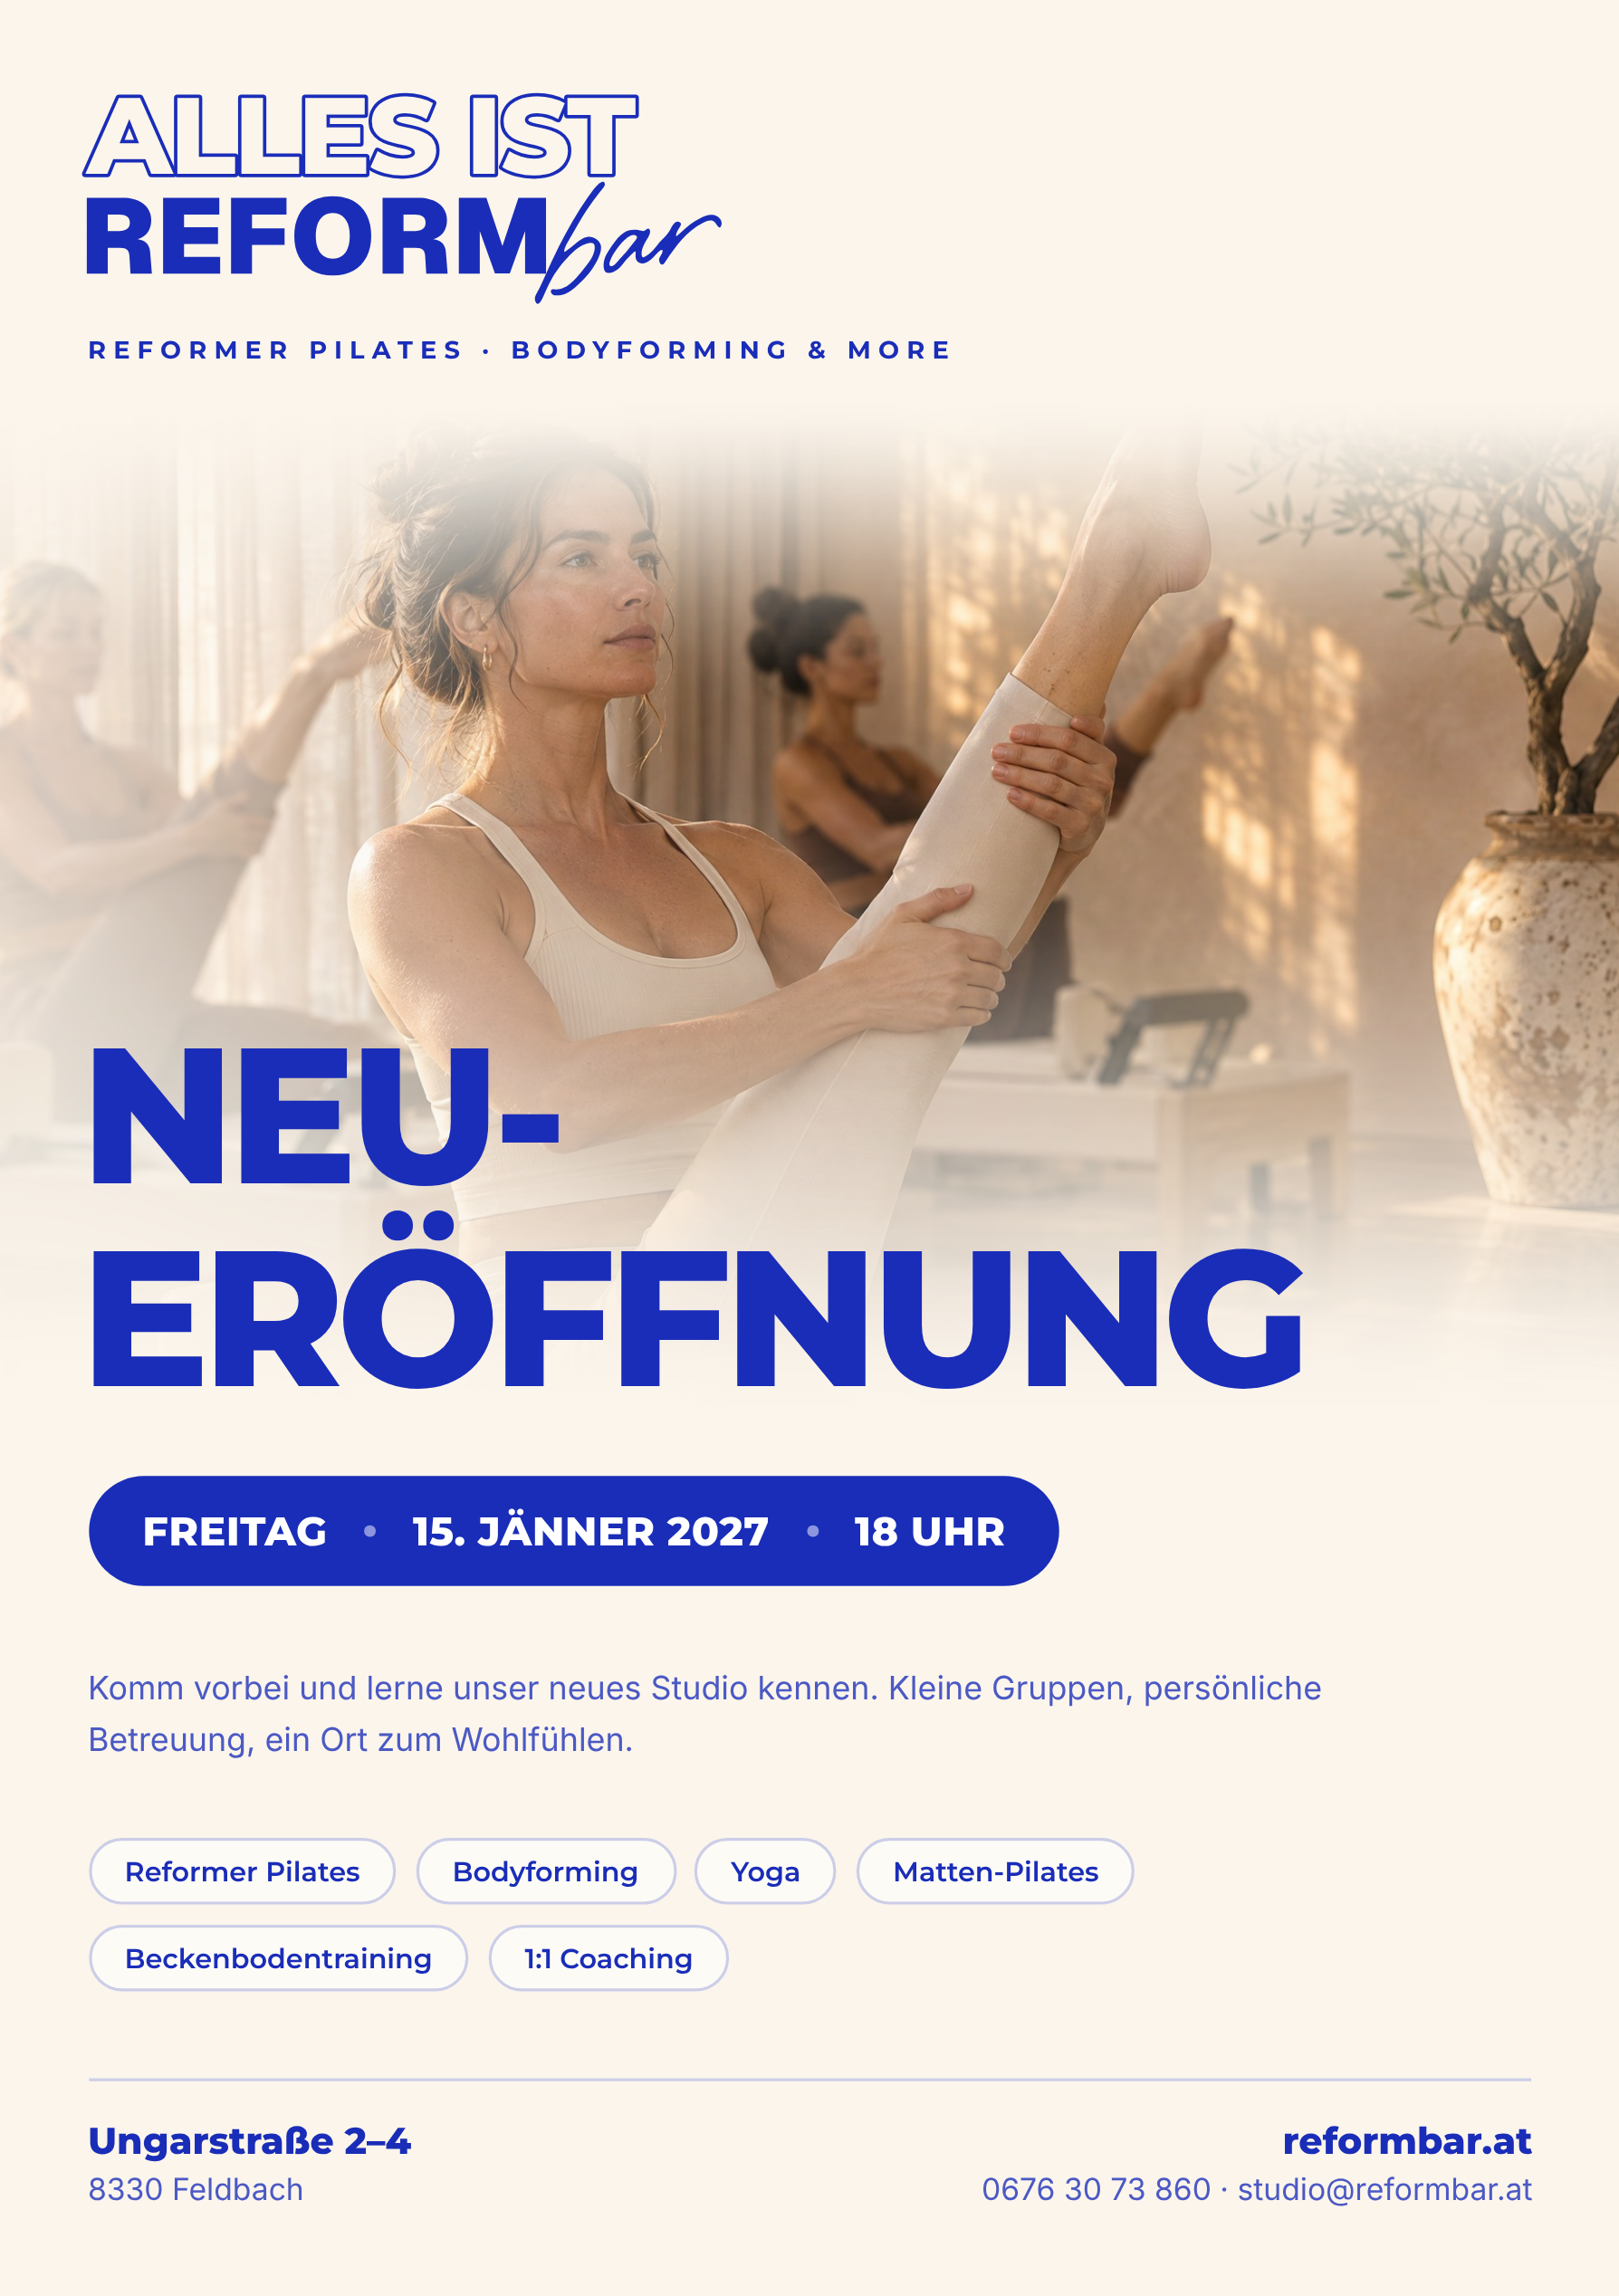 ALLES IST
REFORMbar
REFORMER PILATES · BODYFORMING & MORE
NEU-
ERÖFFNUNG
FREITAG • 15. JÄNNER 2027 • 18 UHR
Komm vorbei und lerne unser neues Studio kennen. Kleine Gruppen, persönliche
Betreuung, ein Ort zum Wohlfühlen.
Reformer Pilates Bodyforming Yoga Matten-Pilates
Beckenbodentraining 1:1 Coaching
Ungarstraße 2–4 reformbar.at
8330 Feldbach 0676 30 73 860 · studio@reformbar.at